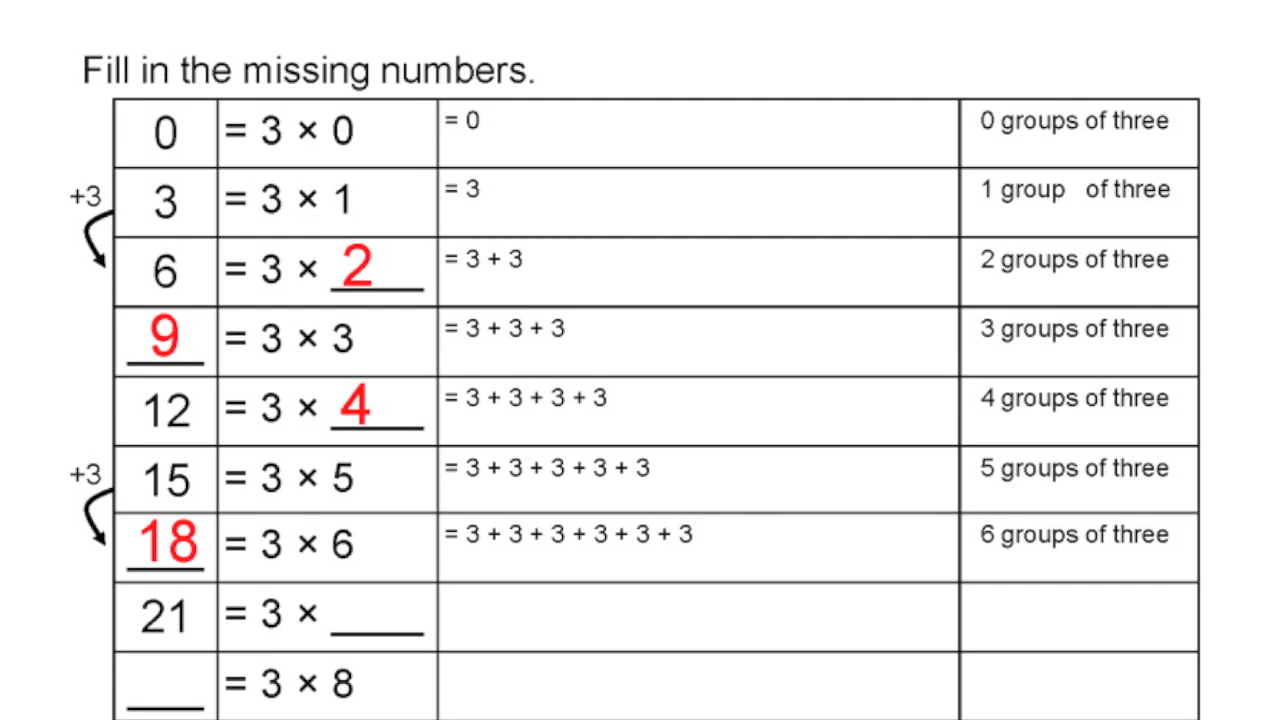 Fill in the missing numbers.
0 = 3 × 0 = 0 0 groups of three
+3
3 = 3 × 1 = 3 1 group of three
6 = 3 × 2 = 3 + 3 2 groups of three
9 = 3 × 3 = 3 + 3 + 3 3 groups of three
12 = 3 × 4 = 3 + 3 + 3 + 3 4 groups of three
+3
15 = 3 × 5 = 3 + 3 + 3 + 3 + 3 5 groups of three
18 = 3 × 6 = 3 + 3 + 3 + 3 + 3 + 3 6 groups of three
21 = 3 × ____
____ = 3 × 8